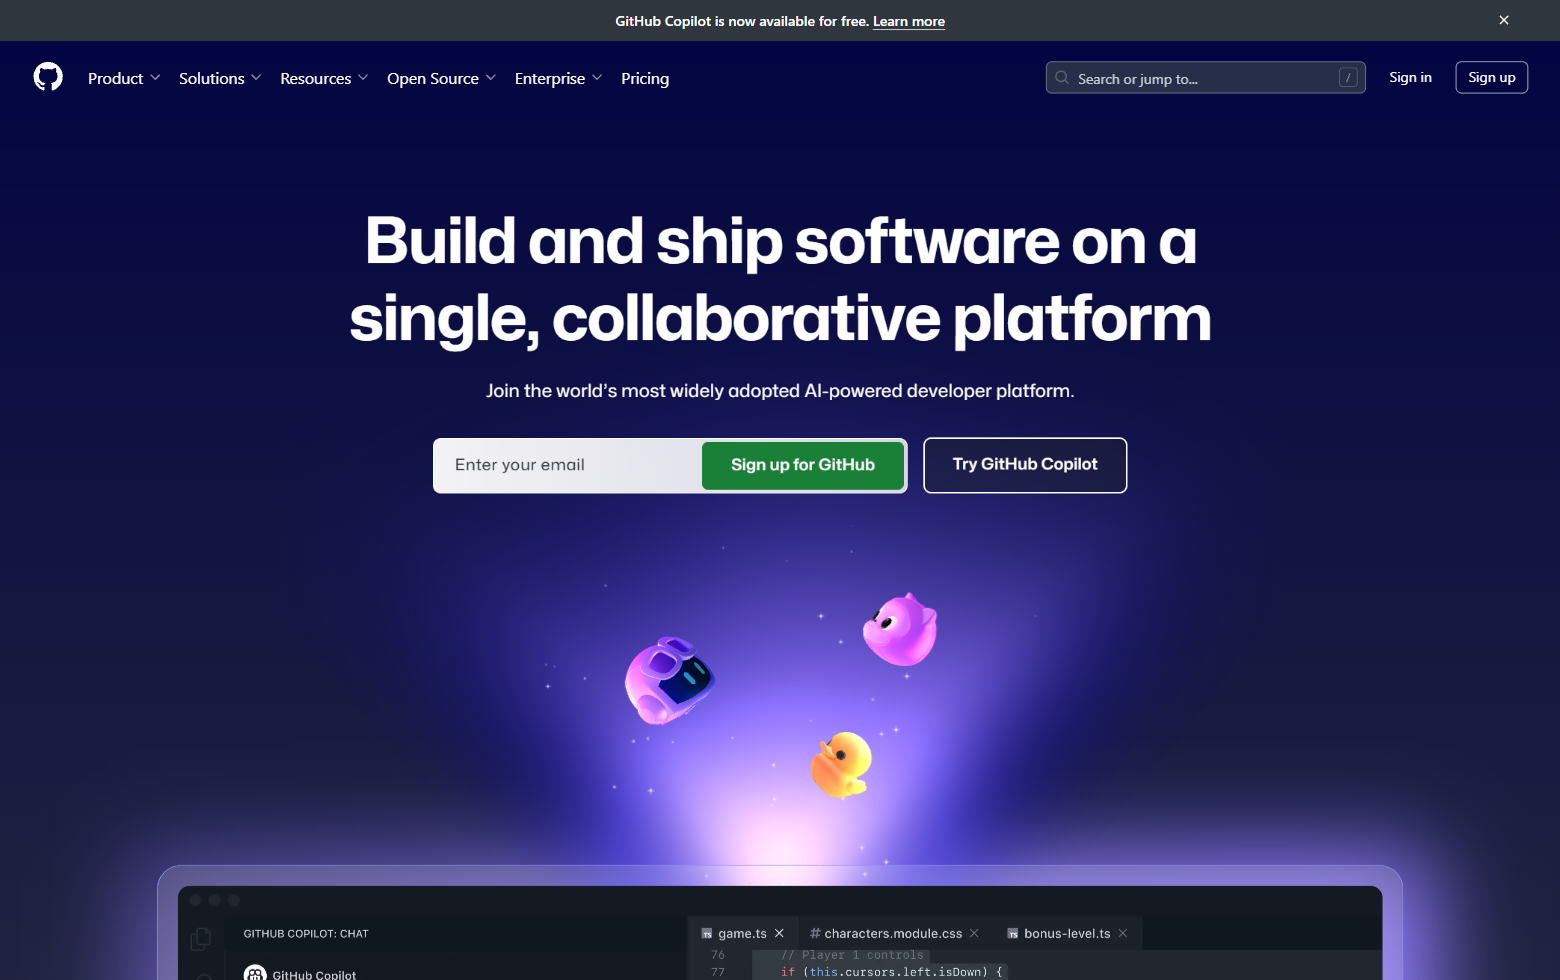 GitHub Copilot is now available for free. Learn more
Product
Solutions
Resources
Open Source
Enterprise
Pricing
Search or jump to...
/
Sign in
Sign up
Build and ship software on a
single, collaborative platform
Join the world’s most widely adopted AI-powered developer platform.
Enter your email
Sign up for GitHub
Try GitHub Copilot
GITHUB COPILOT: CHAT
GitHub Copilot
TS game.ts
# characters.module.css
TS bonus-level.ts
76 // Player 1 controls
77 if (this.cursors.left.isDown) {